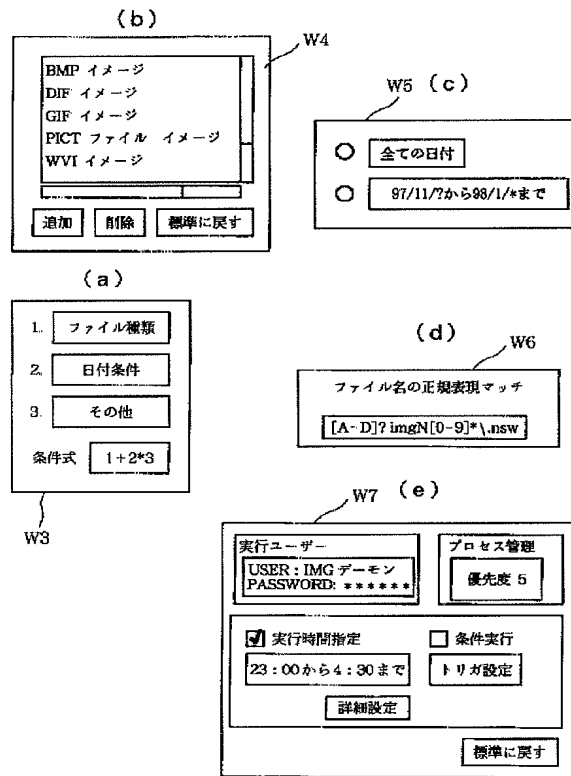 (b)
W4
BMP イメージ
DIF イメージ
GIF イメージ
PICT ファイル イメージ
WVI イメージ
追加
削除
標準に戻す
W5
(c)
全ての日付
97/11/?から98/1/*まで
(a)
1.
ファイル種類
2.
日付条件
3.
その他
条件式
1+2*3
W3
(d)
W6
ファイル名の正規表現マッチ
[A-D]?imgN[0-9]*\.nsw
W7
(e)
実行ユーザー
USER : IMG デーモン
PASSWORD: ******
プロセス管理
優先度 5
実行時間指定
条件実行
23 : 00から4 : 30まで
トリガ設定
詳細設定
標準に戻す